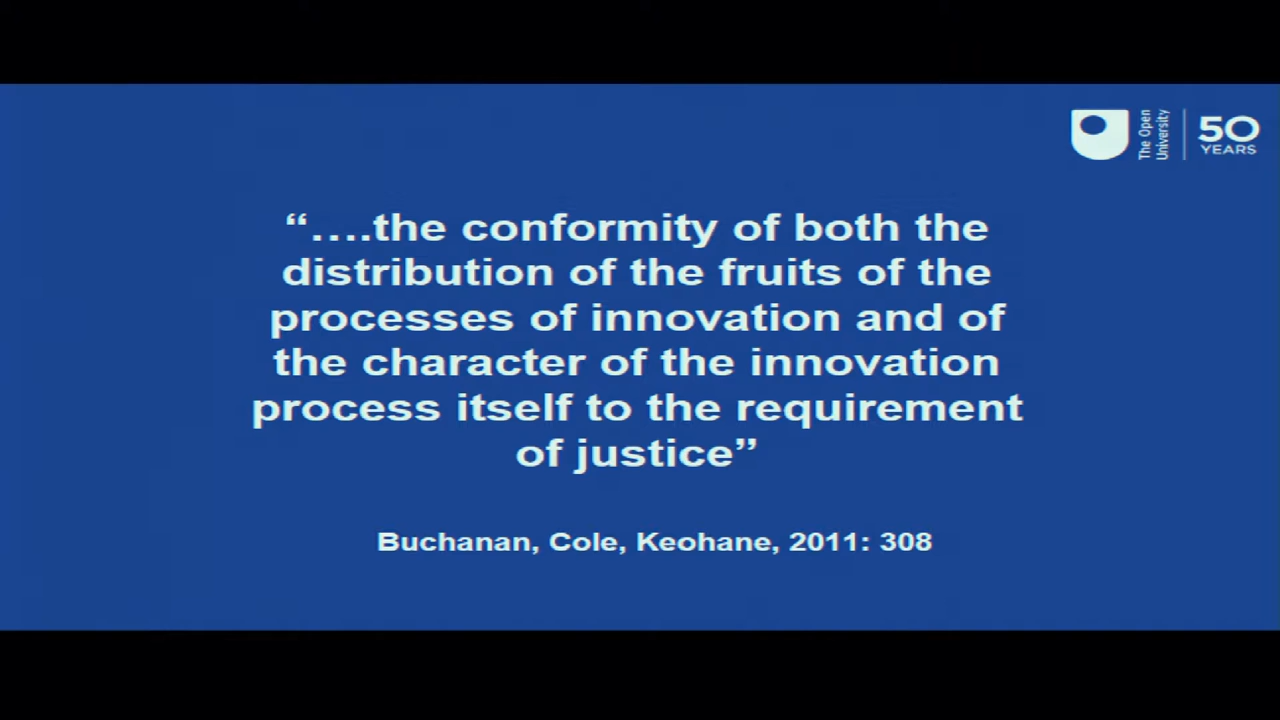 The Open
University
50
YEARS
“....the conformity of both the
distribution of the fruits of the
processes of innovation and of
the character of the innovation
process itself to the requirement
of justice”
Buchanan, Cole, Keohane, 2011: 308